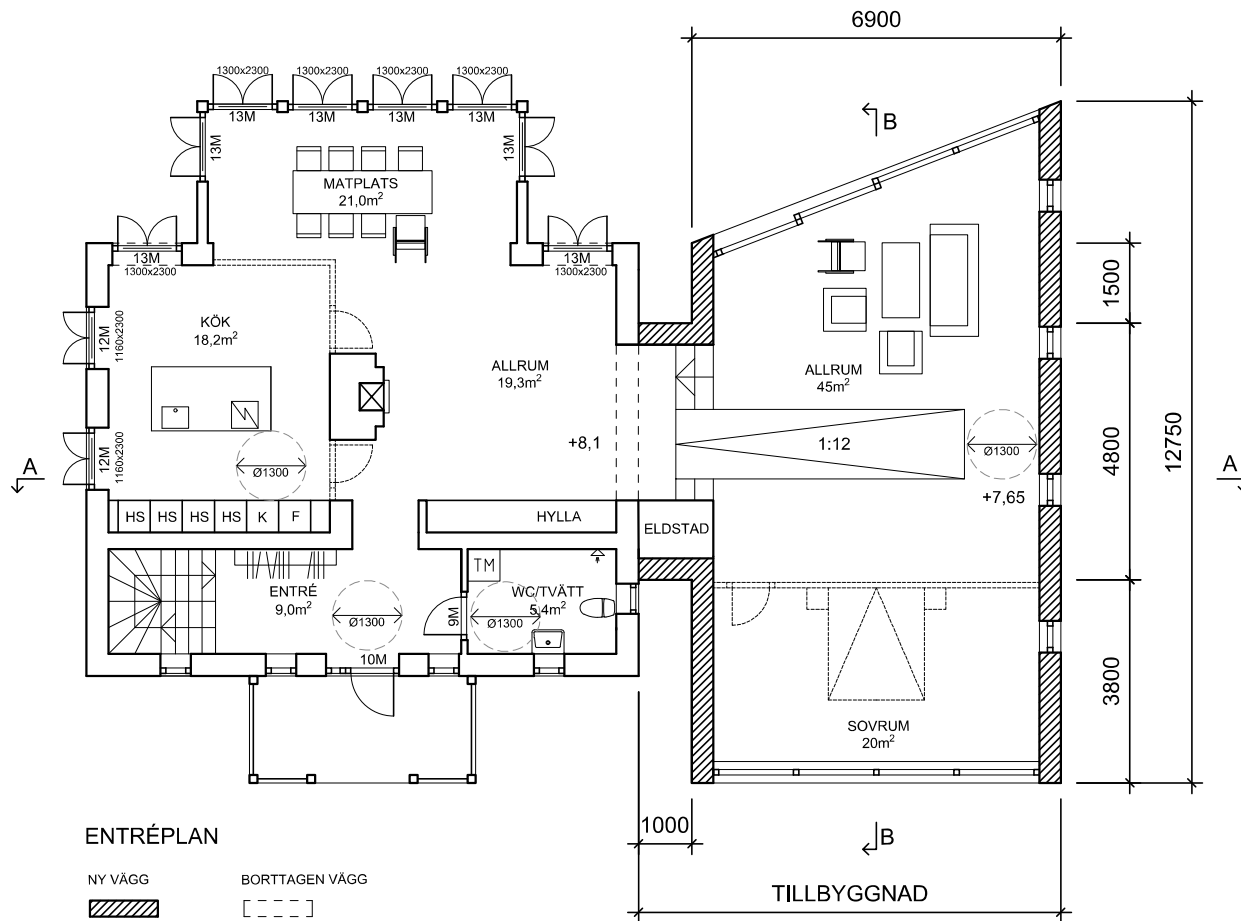 6900
1300x2300 1300x2300 1300x2300 1300x2300
13M 13M 13M 13M
B
13M
13M
MATPLATS
21,0m²
13M
1300x2300
13M
1300x2300
1500
KÖK
18,2m²
12M
1160x2300
ALLRUM
19,3m²
ALLRUM
45m²
12750
4800
+8,1
1:12
Ø1300
A
12M
1160x2300
Ø1300
+7,65
A
HS HS HS HS K F
HYLLA
ELDSTAD
TM
ENTRÉ
9,0m²
WC/TVÄTT
5,4m²
9M
Ø1300
Ø1300
10M
3800
SOVRUM
20m²
1000
B
ENTRÉPLAN
NY VÄGG
BORTTAGEN VÄGG
TILLBYGGNAD